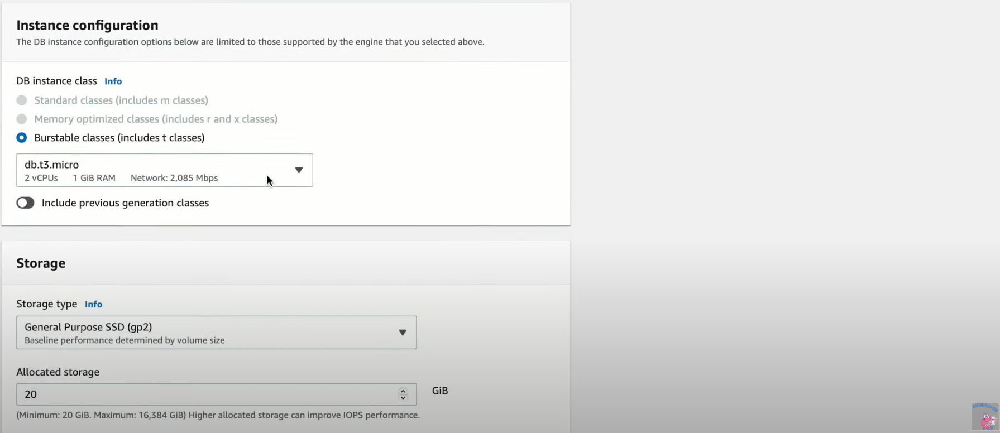 Instance configuration
The DB instance configuration options below are limited to those supported by the engine that you selected above.
DB instance class Info
Standard classes (includes m classes)
Memory optimized classes (includes r and x classes)
Burstable classes (includes t classes)
db.t3.micro
2 vCPUs 1 GiB RAM Network: 2,085 Mbps
Include previous generation classes
Storage
Storage type Info
General Purpose SSD (gp2)
Baseline performance determined by volume size
Allocated storage
20 GiB
(Minimum: 20 GiB. Maximum: 16,384 GiB) Higher allocated storage can improve IOPS performance.